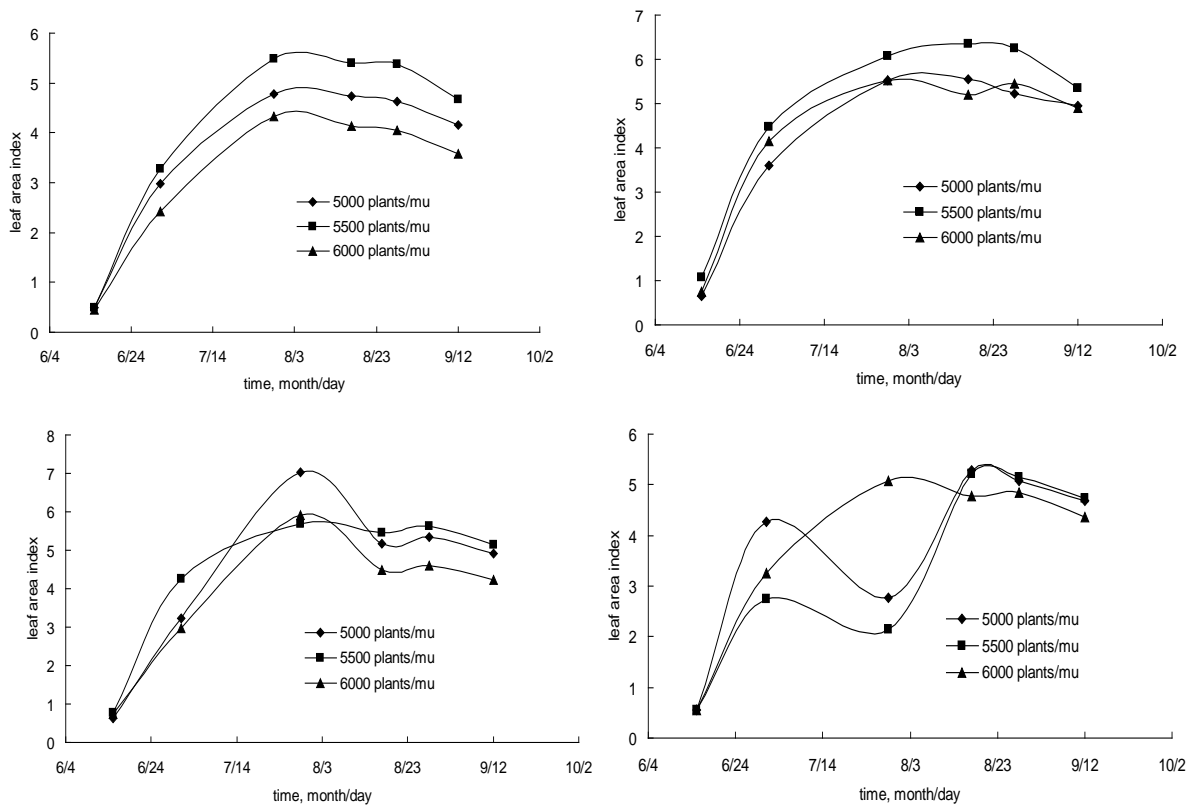 6
5
4
3
2
1
0
leaf area index
5000 plants/mu
5500 plants/mu
6000 plants/mu
6/4 6/24 7/14 8/3 8/23 9/12 10/2
time, month/day
7
6
5
4
3
2
1
0
leaf area index
5000 plants/mu
5500 plants/mu
6000 plants/mu
6/4 6/24 7/14 8/3 8/23 9/12 10/2
time, month/day
8
7
6
5
4
3
2
1
0
leaf area index
5000 plants/mu
5500 plants/mu
6000 plants/mu
6/4 6/24 7/14 8/3 8/23 9/12 10/2
time, month/day
6
5
4
3
2
1
0
leaf area index
5000 plants/mu
5500 plants/mu
6000 plants/mu
6/4 6/24 7/14 8/3 8/23 9/12 10/2
time, month/day